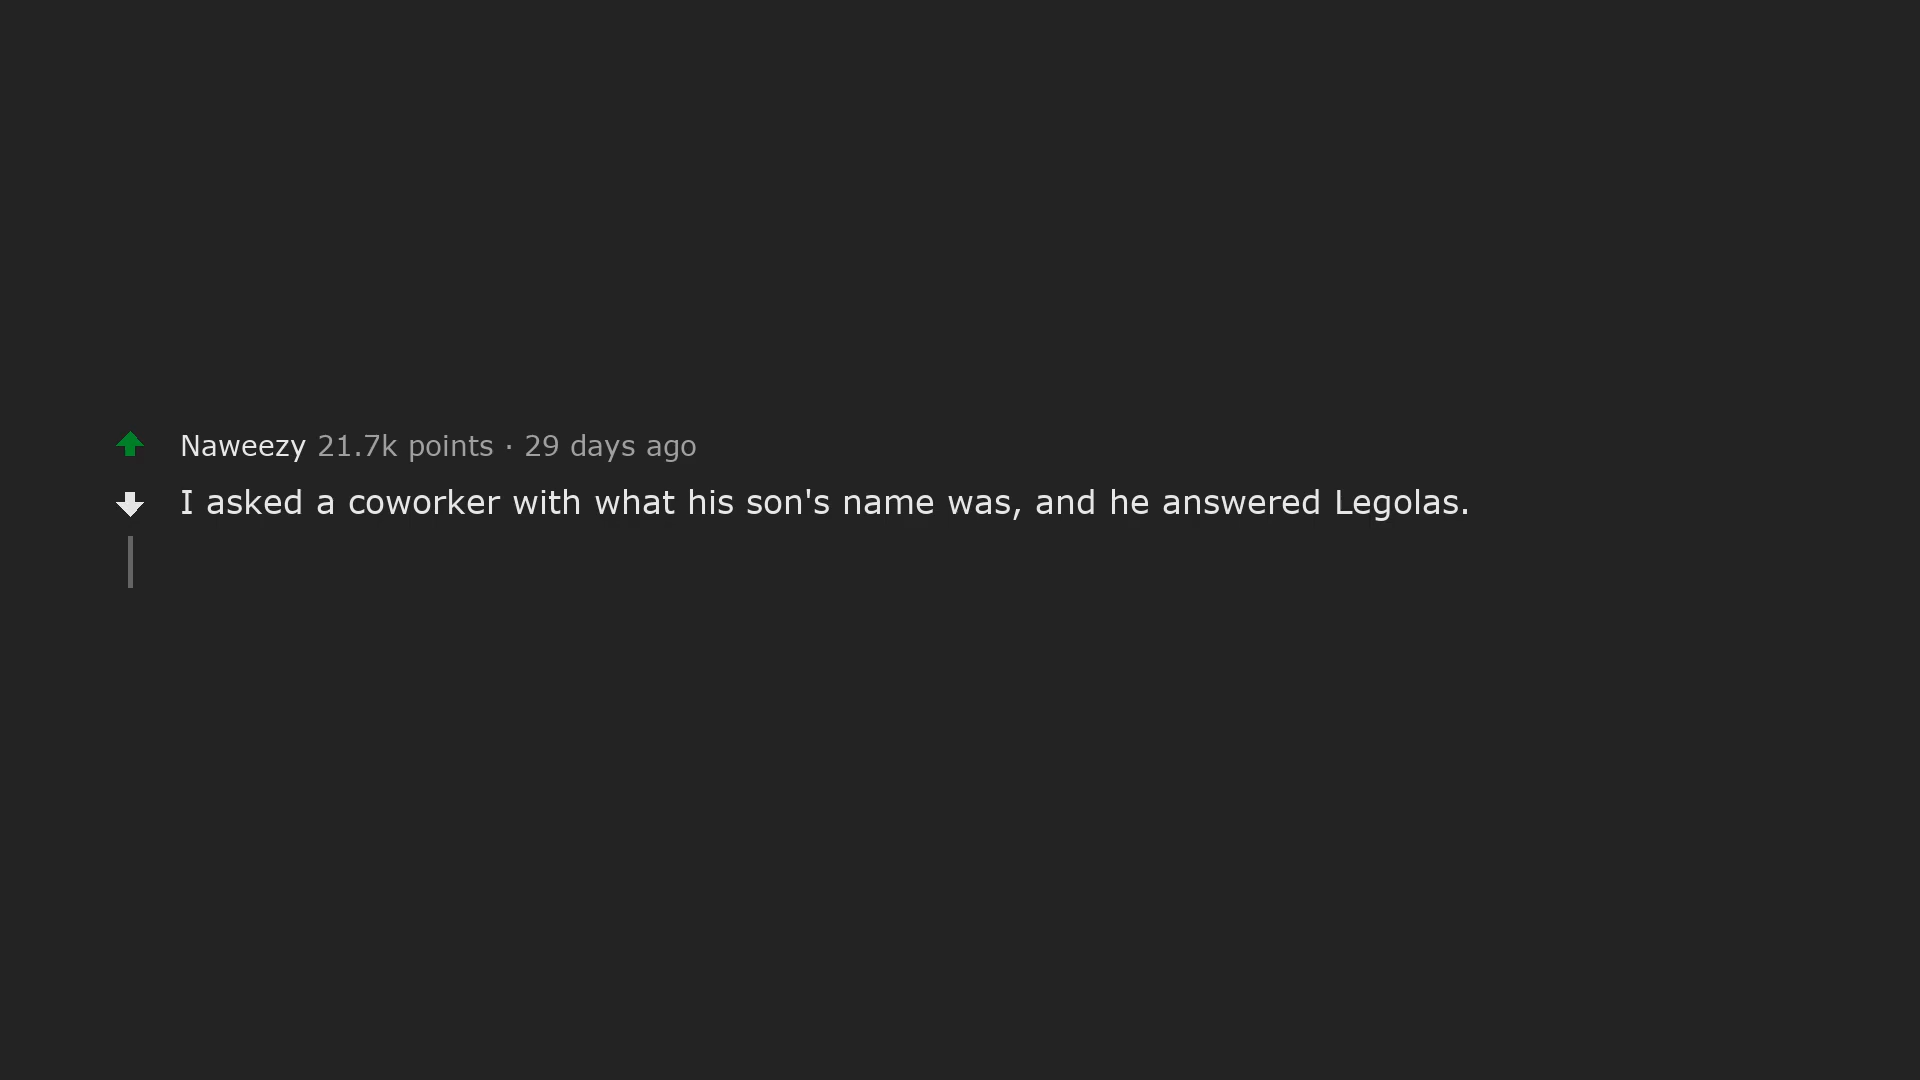 Naweezy 21.7k points · 29 days ago
I asked a coworker with what his son's name was, and he answered Legolas.